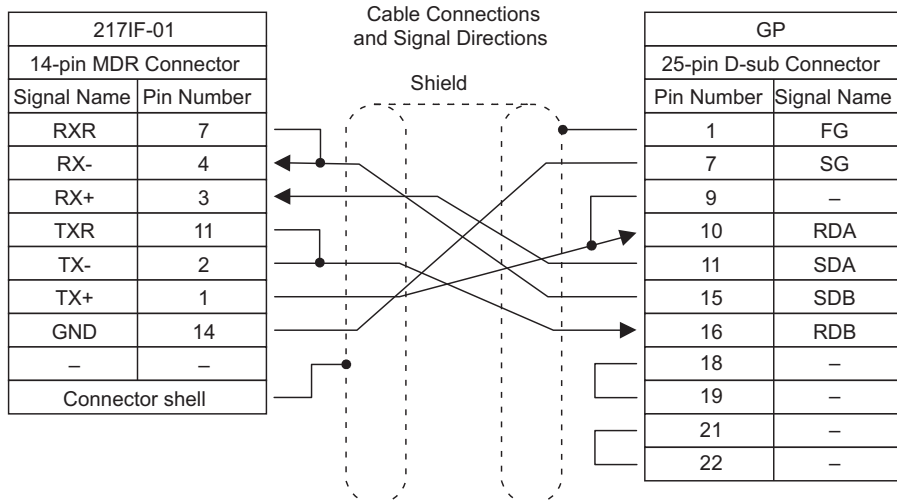 Cable Connections
and Signal Directions
Shield
217IF-01
14-pin MDR Connector
Signal Name Pin Number
RXR 7
RX- 4
RX+ 3
TXR 11
TX- 2
TX+ 1
GND 14
– –
Connector shell
GP
25-pin D-sub Connector
Pin Number Signal Name
1 FG
7 SG
9 –
10 RDA
11 SDA
15 SDB
16 RDB
18 –
19 –
21 –
22 –